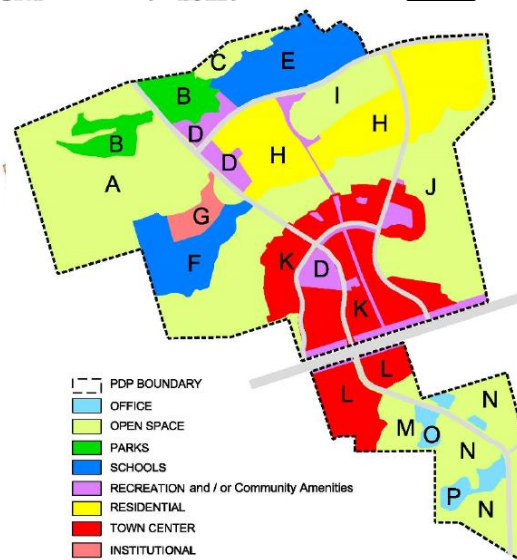 C
E
B
I
D
B
D
H
H
A
J
G
F
K
D
K
L
L
N
M
O
N
P
N
PDP BOUNDARY
OFFICE
OPEN SPACE
PARKS
SCHOOLS
RECREATION and / or Community Amenities
RESIDENTIAL
TOWN CENTER
INSTITUTIONAL